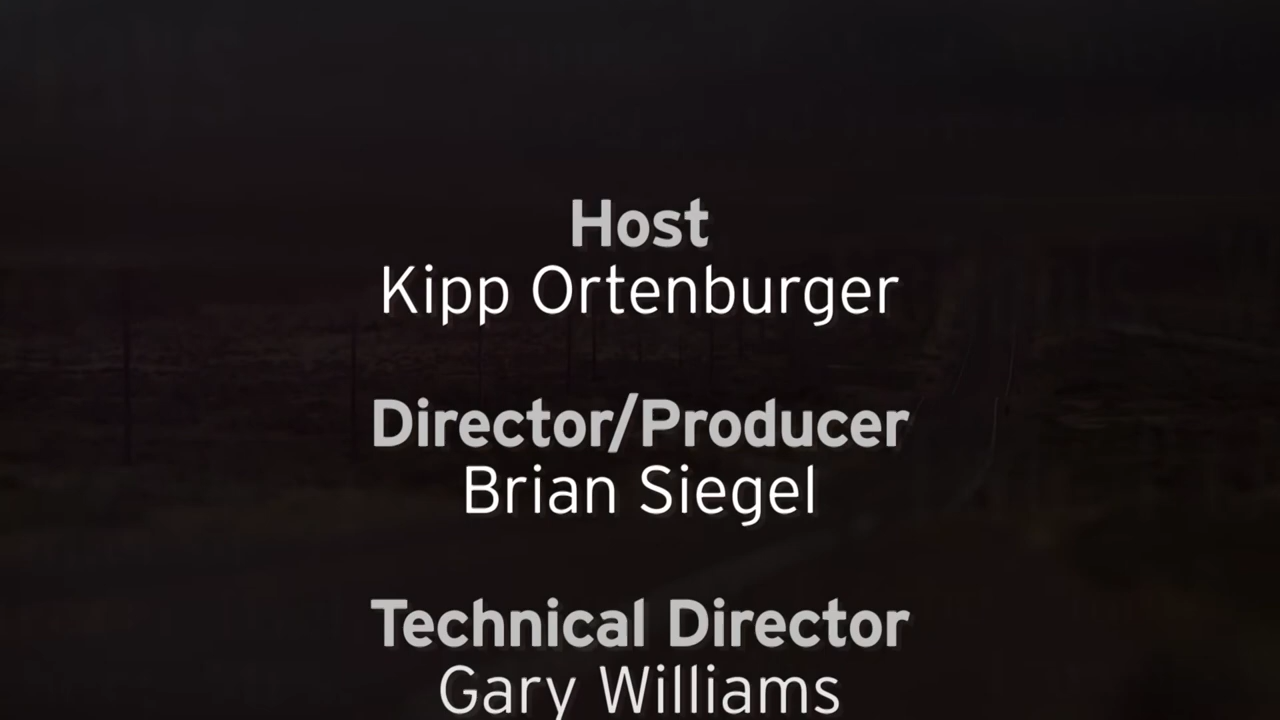 Host
Kipp Ortenburger
Director/Producer
Brian Siegel
Technical Director
Gary Williams